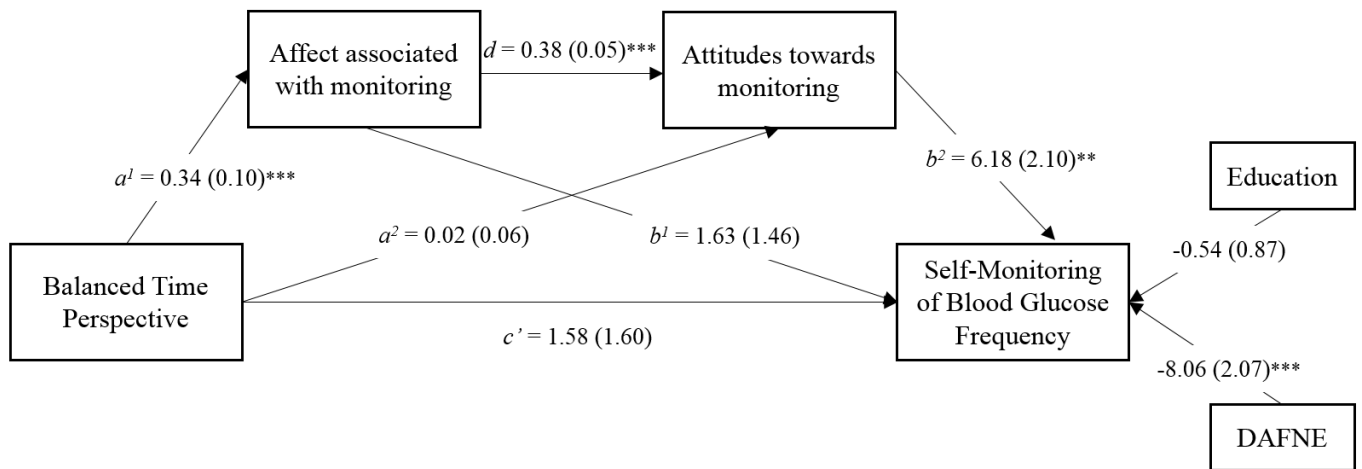 Affect associated
with monitoring
d = 0.38 (0.05)***
Attitudes towards
monitoring
a¹ = 0.34 (0.10)***
b² = 6.18 (2.10)**
Education
a² = 0.02 (0.06)
b¹ = 1.63 (1.46)
-0.54 (0.87)
Balanced Time
Perspective
Self-Monitoring
of Blood Glucose
Frequency
c’ = 1.58 (1.60)
-8.06 (2.07)***
DAFNE